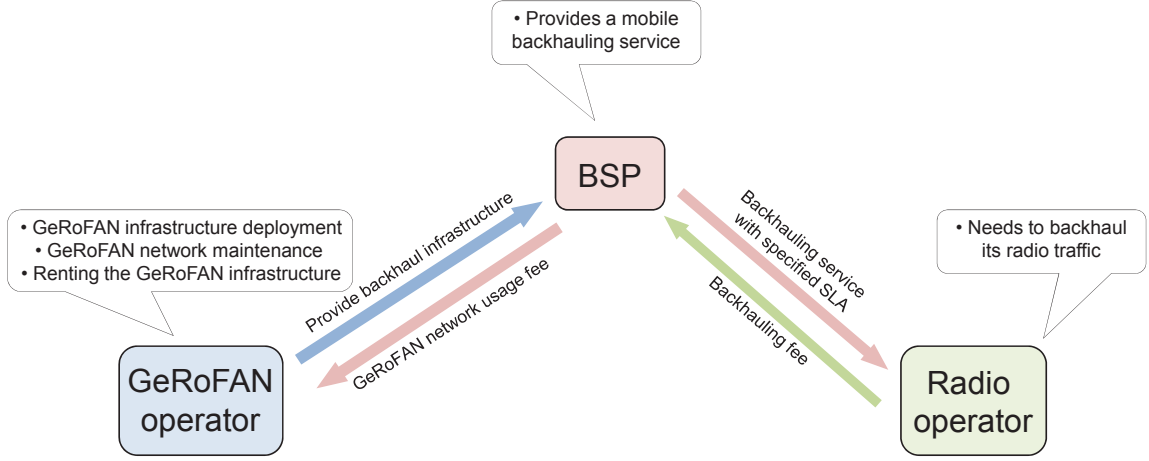 • Provides a mobile
backhauling service
BSP
• GeRoFAN infrastructure deployment
• GeRoFAN network maintenance
• Renting the GeRoFAN infrastructure
Provide backhaul infrastructure
GeRoFAN network usage fee
Backhauling service
with specified SLA
Backhauling fee
• Needs to backhaul
its radio traffic
GeRoFAN
operator
Radio
operator